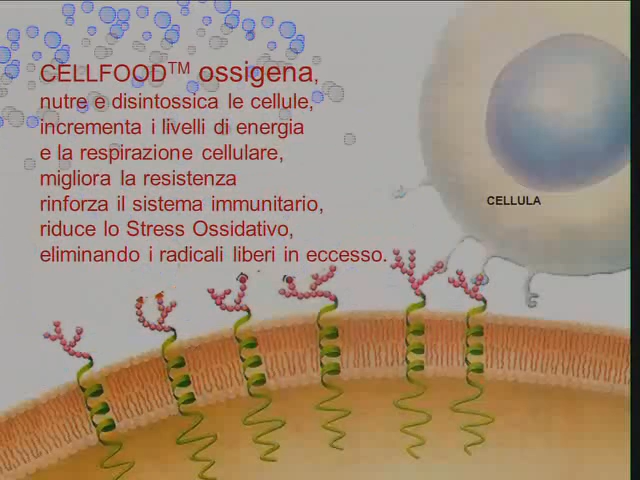 CELLFOOD™ ossigena,
nutre e disintossica le cellule,
incrementa i livelli di energia
e la respirazione cellulare,
migliora la resistenza
rinforza il sistema immunitario,
riduce lo Stress Ossidativo,
eliminando i radicali liberi in eccesso.
CELLULA